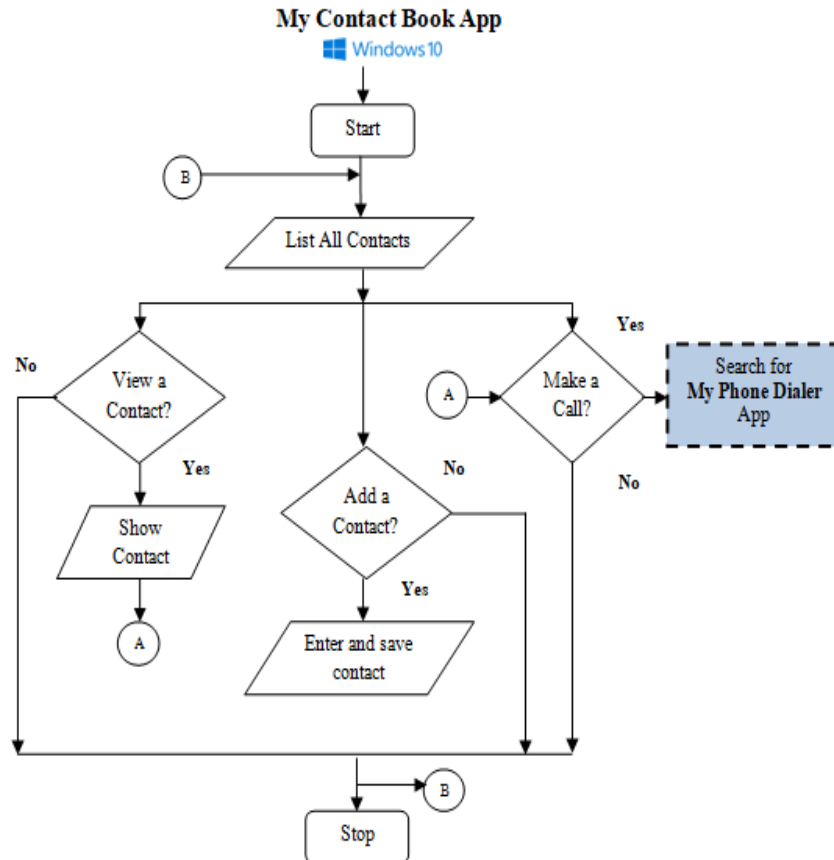 My Contact Book App
Windows10
Start
B
List All Contacts
Yes
No
View a
Contact?
A
Make a
Call?
Search for
My Phone Dialer
App
Yes
No
No
Show
Contact
Add a
Contact?
Yes
A
Enter and save
contact
B
Stop